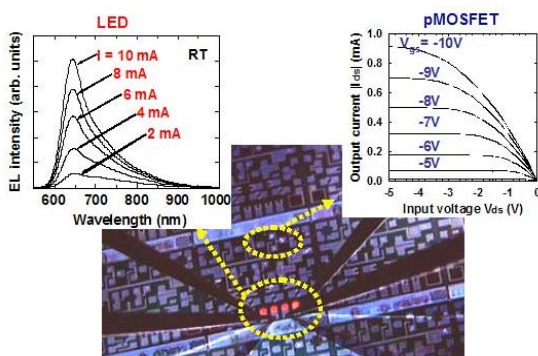 LED
EL intensity (arb. units)
I = 10 mA
RT
8 mA
6 mA
4 mA
2 mA
600 700 800 900 1000
Wavelength (nm)
pMOSFET
Output current |Ids| (mA)
1.0
0.8
0.6
0.4
0.2
0.0
Vgs = -10V
-9V
-8V
-7V
-6V
-5V
-5 -4 -3 -2 -1 0
Input voltage Vds (V)